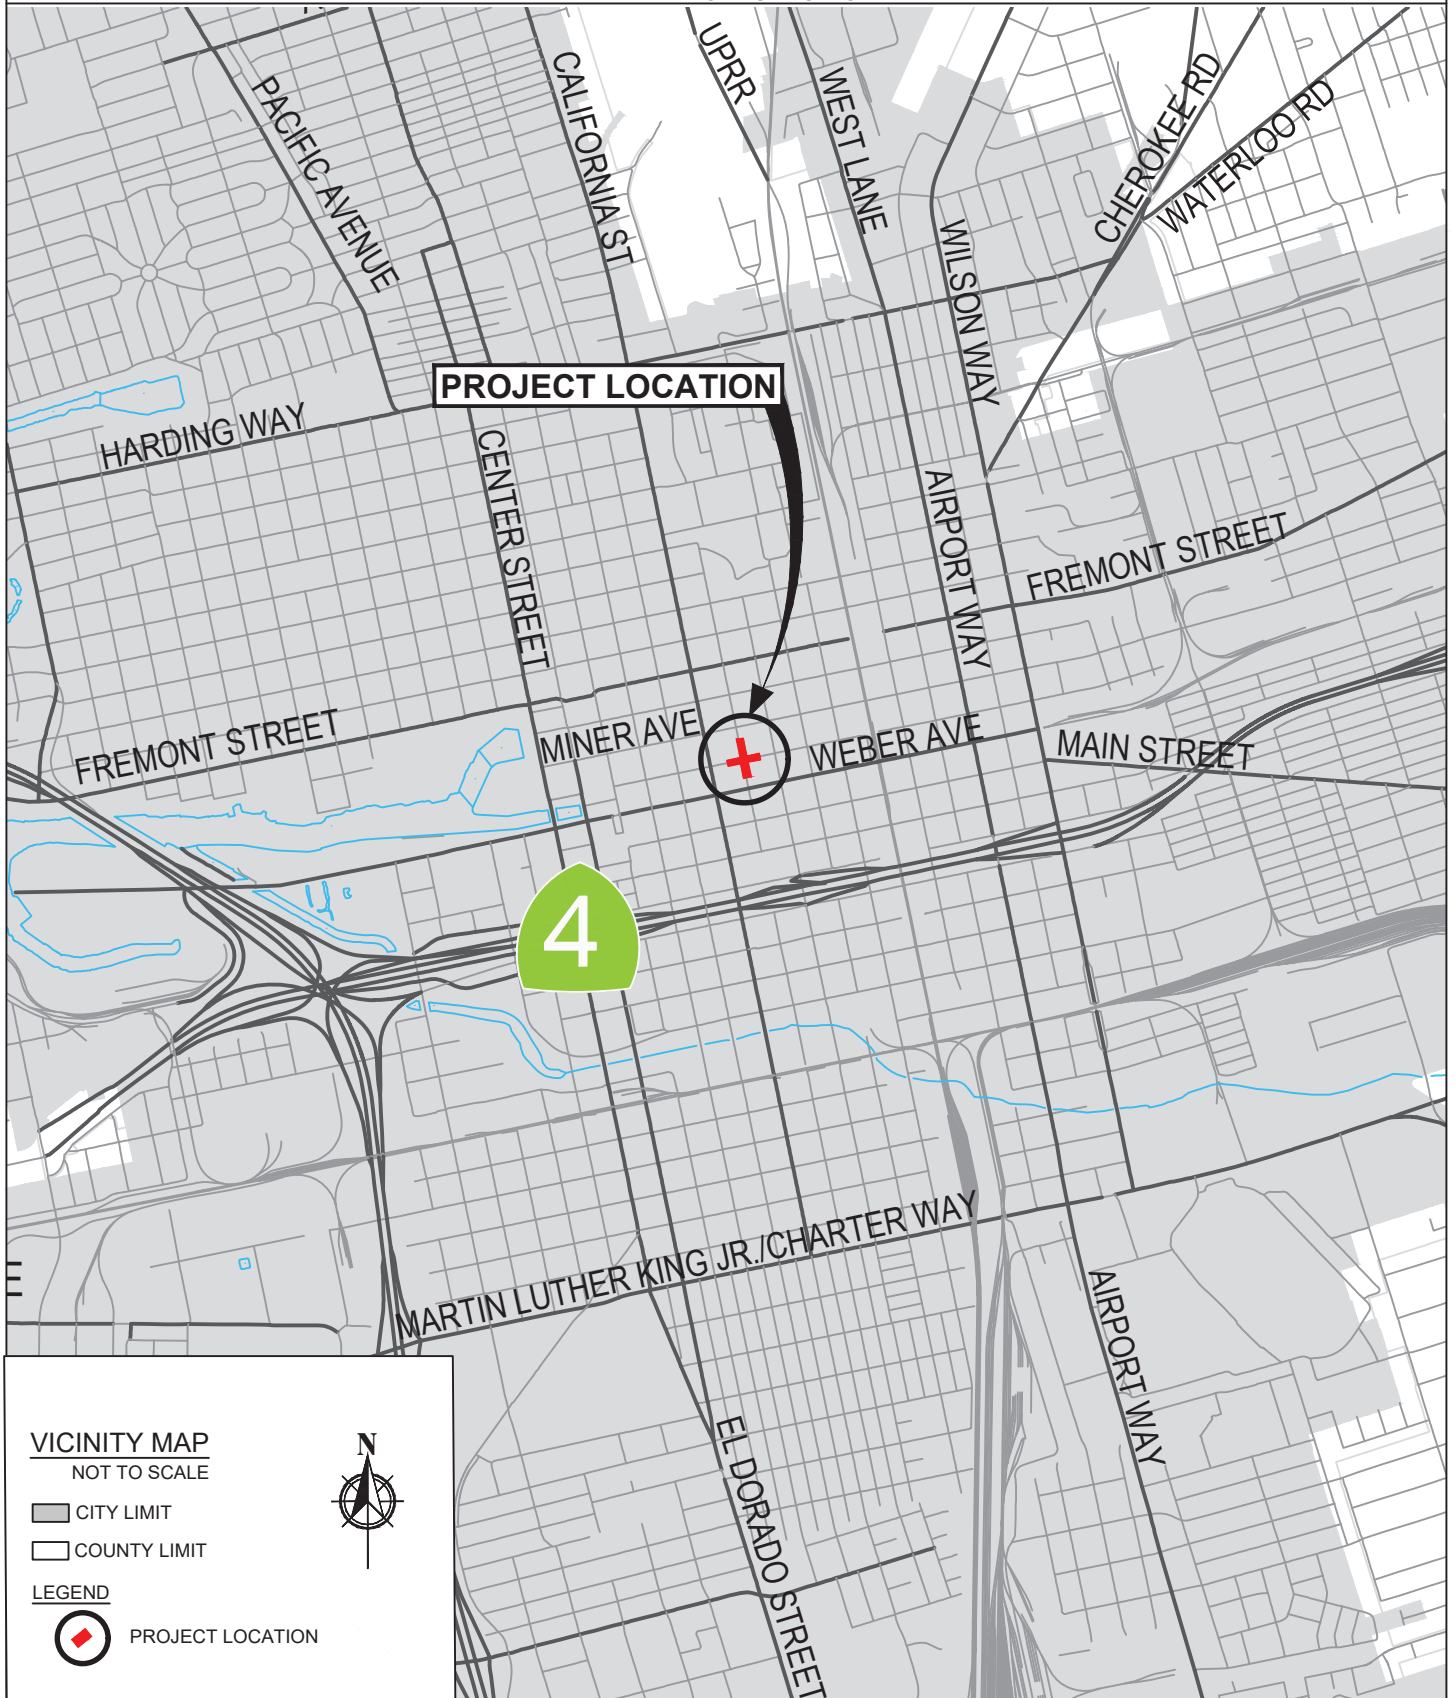 PACIFIC AVENUE
CALIFORNIA ST
UPRR
WEST LANE
CHEROKEE RD
WATERLOO RD
WILSON WAY
PROJECT LOCATION
HARDING WAY
CENTER STREET
AIRPORT WAY
FREMONT STREET
FREMONT STREET
MINER AVE
WEBER AVE
MAIN STREET
4
MARTIN LUTHER KING JR./CHARTER WAY
E
AIRPORT WAY
EL DORADO STREET
VICINITY MAP
NOT TO SCALE
N
CITY LIMIT
COUNTY LIMIT
LEGEND
PROJECT LOCATION